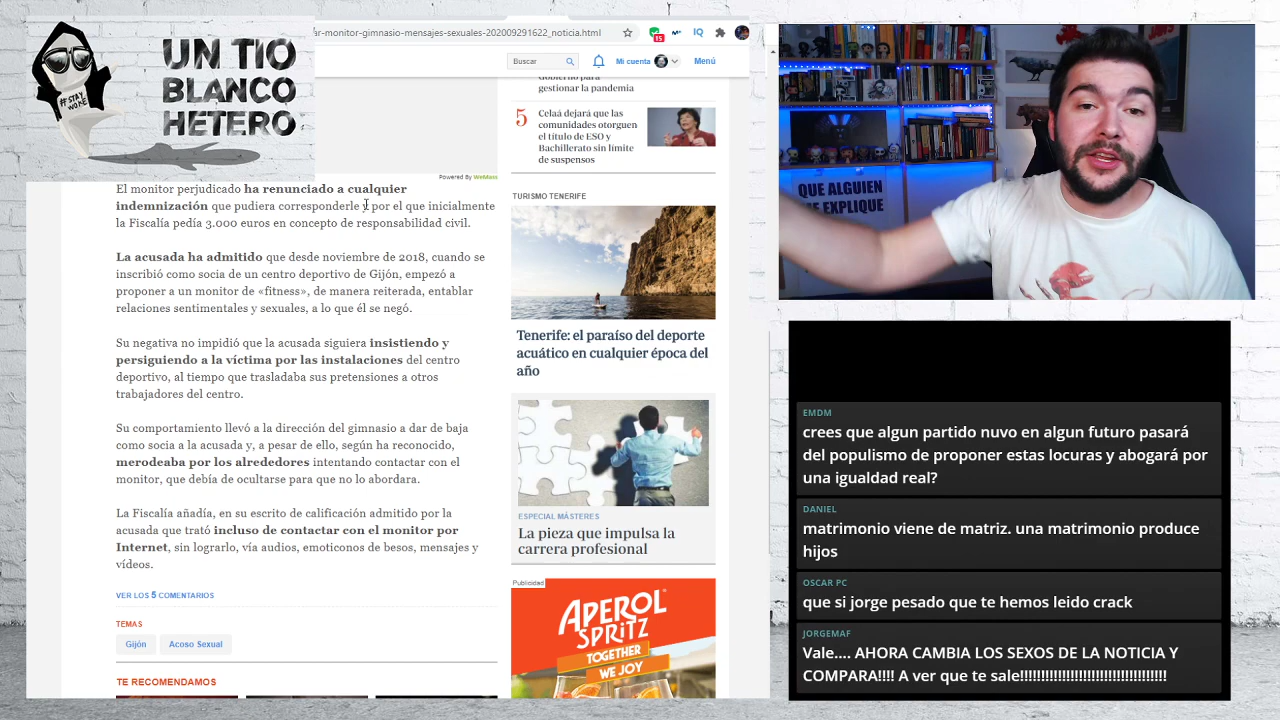 UN TIO
BLANCO
HETERO
#STAY
WOKE
-monitor-gimnasio-mensajes-sexuales-202009291622_noticia.html
15
IQ
Buscar
Mi cuenta
Menú
Gobierno para
gestionar la pandemia
5
Celaá dejará que las
comunidades otorguen
el título de ESO y
Bachillerato sin límite
de suspensos
Powered By WeMass
El monitor perjudicado ha renunciado a cualquier
indemnización que pudiera corresponderle y por el que inicialmente
la Fiscalía pedía 3.000 euros en concepto de responsabilidad civil.
La acusada ha admitido que desde noviembre de 2018, cuando se
inscribió como socia de un centro deportivo de Gijón, empezó a
proponer a un monitor de «fitness», de manera reiterada, entablar
relaciones sentimentales y sexuales, a lo que él se negó.
Su negativa no impidió que la acusada siguiera insistiendo y
persiguiendo a la víctima por las instalaciones del centro
deportivo, al tiempo que trasladaba sus pretensiones a otros
trabajadores del centro.
Su comportamiento llevó a la dirección del gimnasio a dar de baja
como socia a la acusada y, a pesar de ello, según ha reconocido,
merodeaba por los alrededores intentando contactar con el
monitor, que debía de ocultarse para que no lo abordara.
La Fiscalía añadía, en su escrito de calificación admitido por la
acusada que trató incluso de contactar con el monitor por
Internet, sin lograrlo, vía audios, emoticonos de besos, mensajes y
vídeos.
VER LOS 5 COMENTARIOS
TEMAS
Gijón
Acoso Sexual
TE RECOMENDAMOS
TURISMO TENERIFE
Tenerife: el paraíso del deporte
acuático en cualquier época del
año
ESPECIAL MÁSTERES
La pieza que impulsa la
carrera profesional
Publicidad
APEROL
SPRITZ
TOGETHER
WE JOY
QUE ALGUIEN
EXPLIQUE
EMDM
crees que algun partido nuvo en algun futuro pasará
del populismo de proponer estas locuras y abogará por
una igualdad real?
DANIEL
matrimonio viene de matriz. una matrimonio produce
hijos
OSCAR PC
que si jorge pesado que te hemos leido crack
JORGEMAF
Vale.... AHORA CAMBIA LOS SEXOS DE LA NOTICIA Y
COMPARA!!!! A ver que te sale!!!!!!!!!!!!!!!!!!!!!!!!!!!!!!!!!!